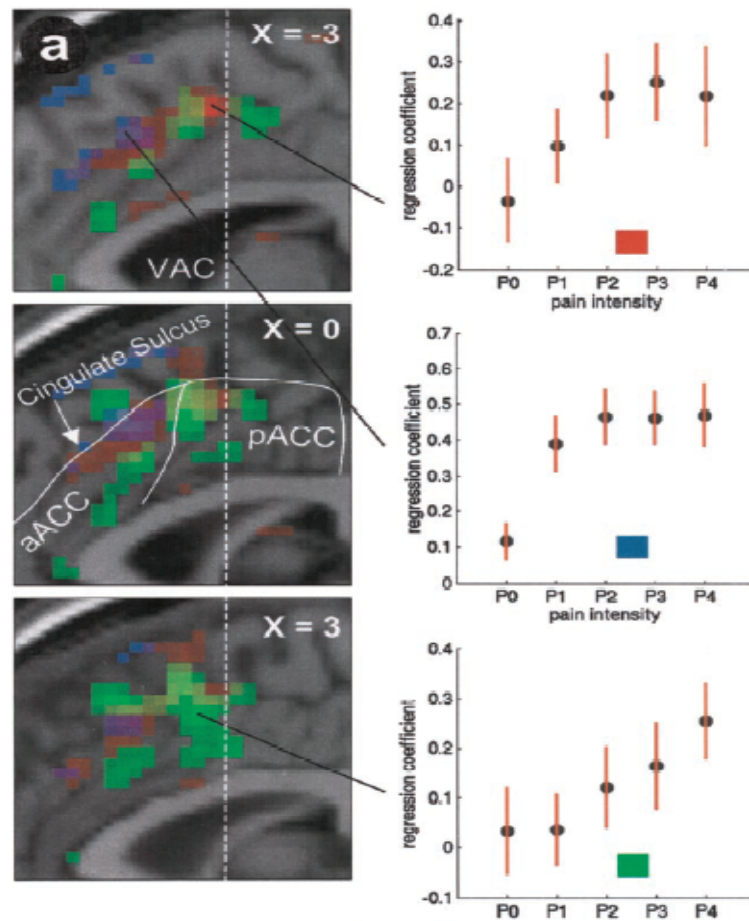 a
X = -3
VAC
Cingulate Sulcus
X = 0
pACC
aACC
X = 3
regression coefficient
0.4
0.3
0.2
0.1
0
-0.1
-0.2
P0 P1 P2 P3 P4
pain intensity
regression coefficient
0.7
0.6
0.5
0.4
0.3
0.2
0.1
0
P0 P1 P2 P3 P4
pain intensity
regression coefficient
0.4
0.3
0.2
0.1
0
-0.1
P0 P1 P2 P3 P4